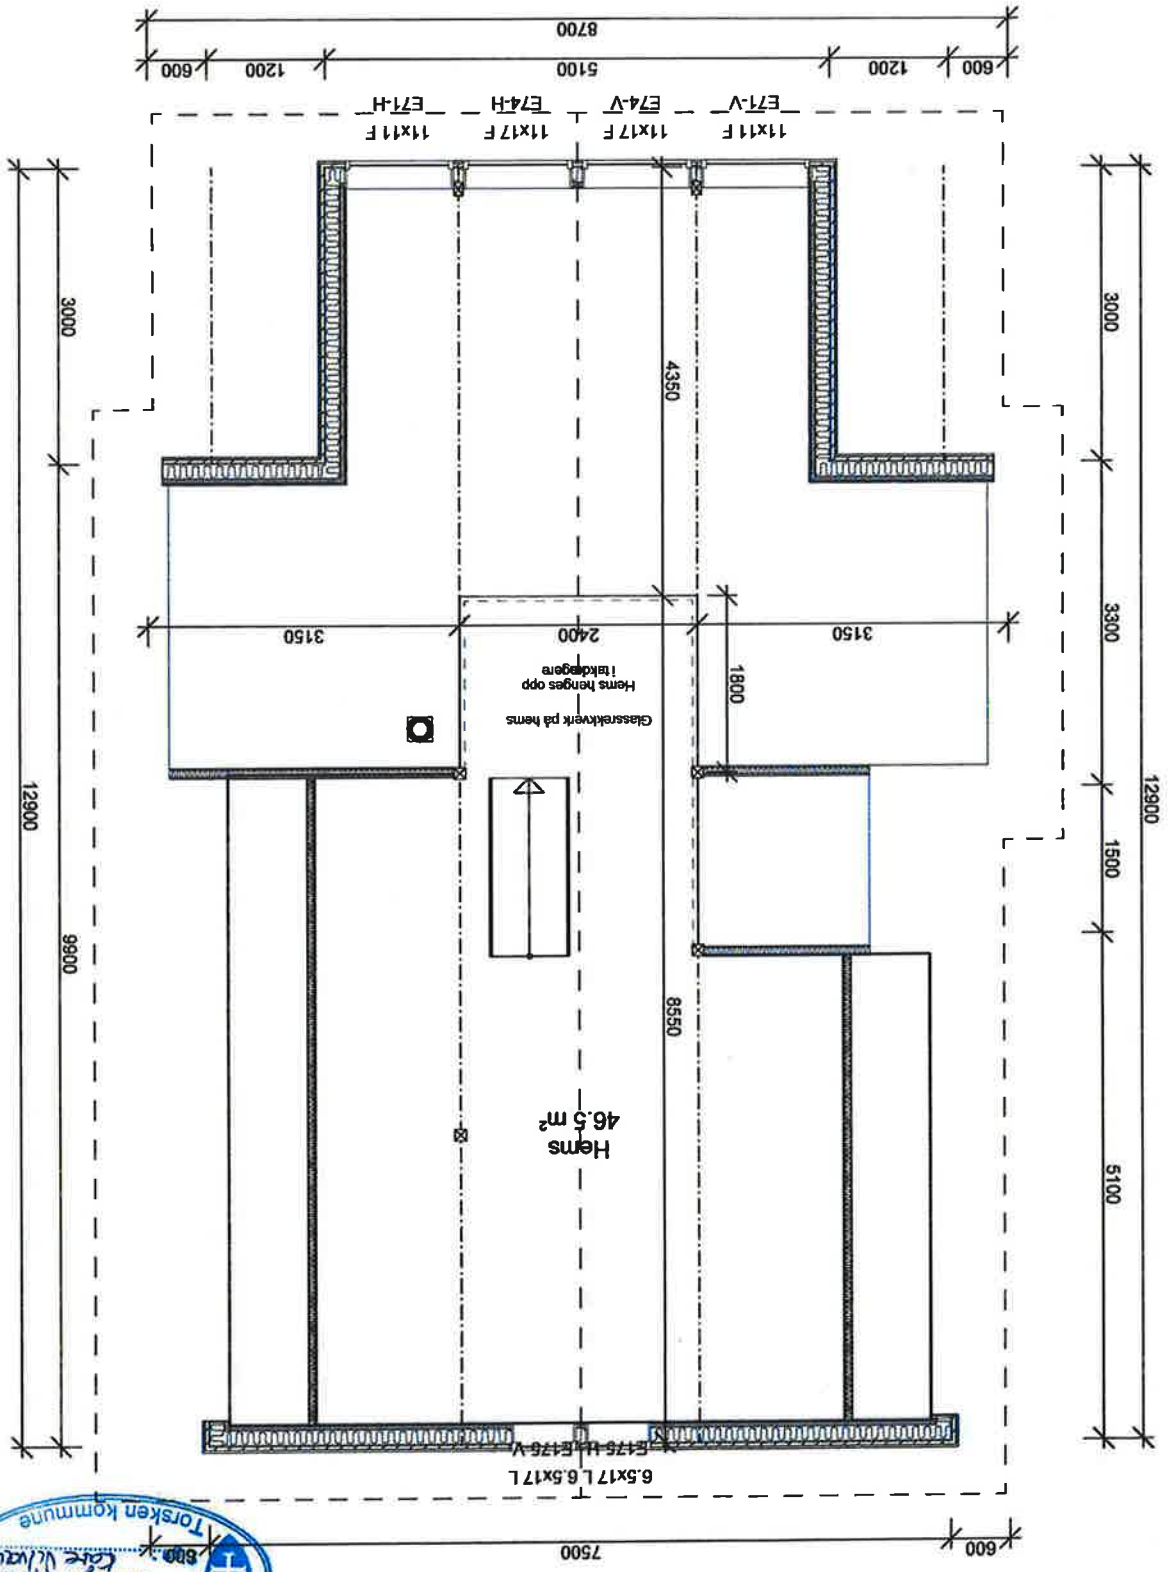 Torsken kommune
600 7500 600
6.5x17 L 6.5x17 L
E175-H E175-V
5100
Hems
46.5 m²
8550
9900
12900
12900
1500
Glassrekkverk på hems
Hems henges opp
i takdragere
1800
3150 2400 3150
3300
4350
3000
3000
11x11 F 11x17 F 11x17 F 11x11 F
E71-V E74-V E74-H E71-H
600 1200 5100 1200 600
8700